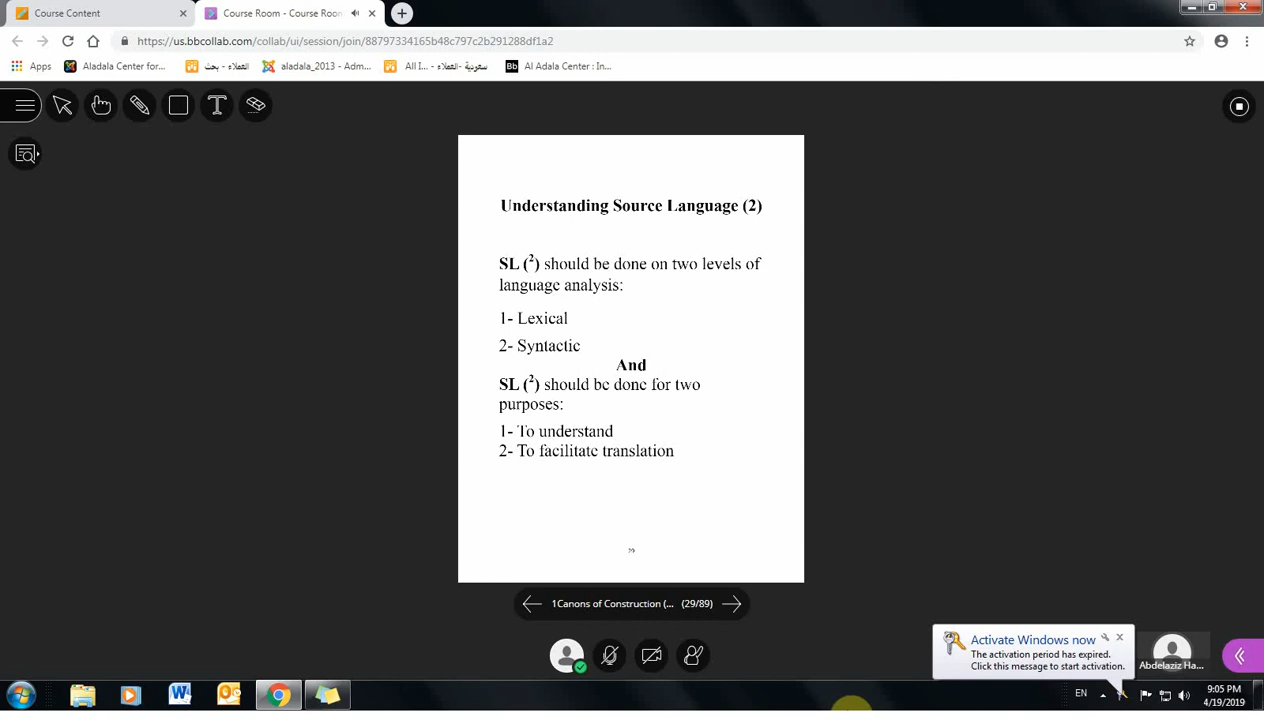 Course Content
Course Room - Course Room
https://us.bbcollab.com/collab/ui/session/join/88797334165b48c797c2b291288df1a2
Apps
Aladala Center for...
العملاء - بحث
aladala_2013 - Adm...
All I... - سعودية -العملاء
Bb Al Adala Center : In...
Understanding Source Language (2)
SL (2) should be done on two levels of
language analysis:
1- Lexical
2- Syntactic
And
SL (2) should be done for two
purposes:
1- To understand
2- To facilitate translation
1Canons of Construction (... (29/89)
Activate Windows now
The activation period has expired.
Click this message to start activation.
Abdelaziz Ha...
EN
9:05 PM
4/19/2019